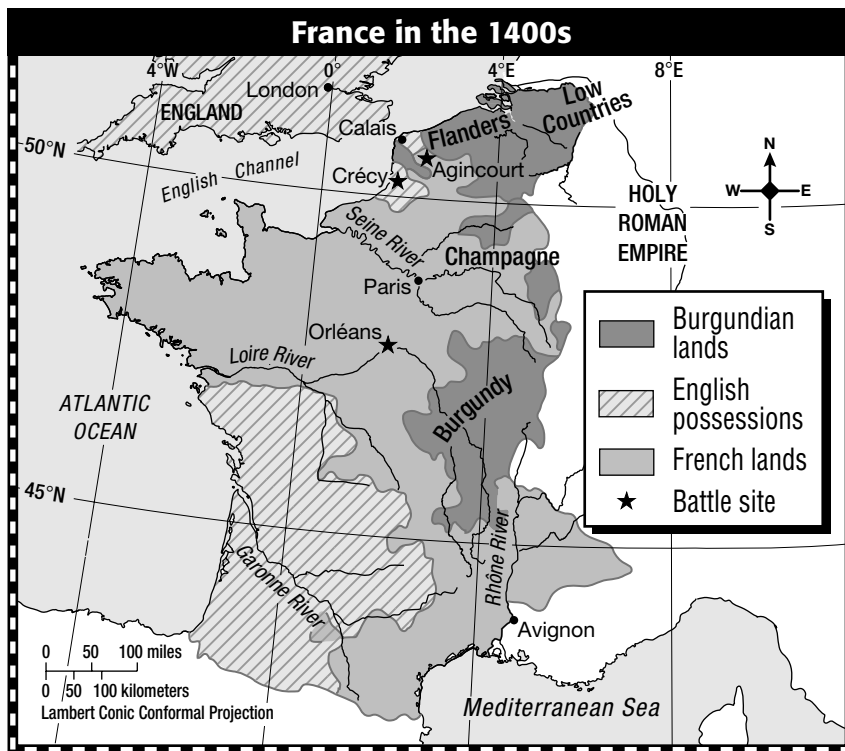 France in the 1400s
4°W
0°
4°E
8°E
London
ENGLAND
Low
Countries
Calais
Flanders
50°N
English Channel
Crécy
Agincourt
N
W
E
S
HOLY
ROMAN
EMPIRE
Seine River
Champagne
Paris
Burgundian
lands
English
possessions
French lands
Battle site
Orléans
Loire River
ATLANTIC
OCEAN
Burgundy
45°N
Garonne River
Rhône River
Avignon
0 50 100 miles
0 50 100 kilometers
Lambert Conic Conformal Projection
Mediterranean Sea